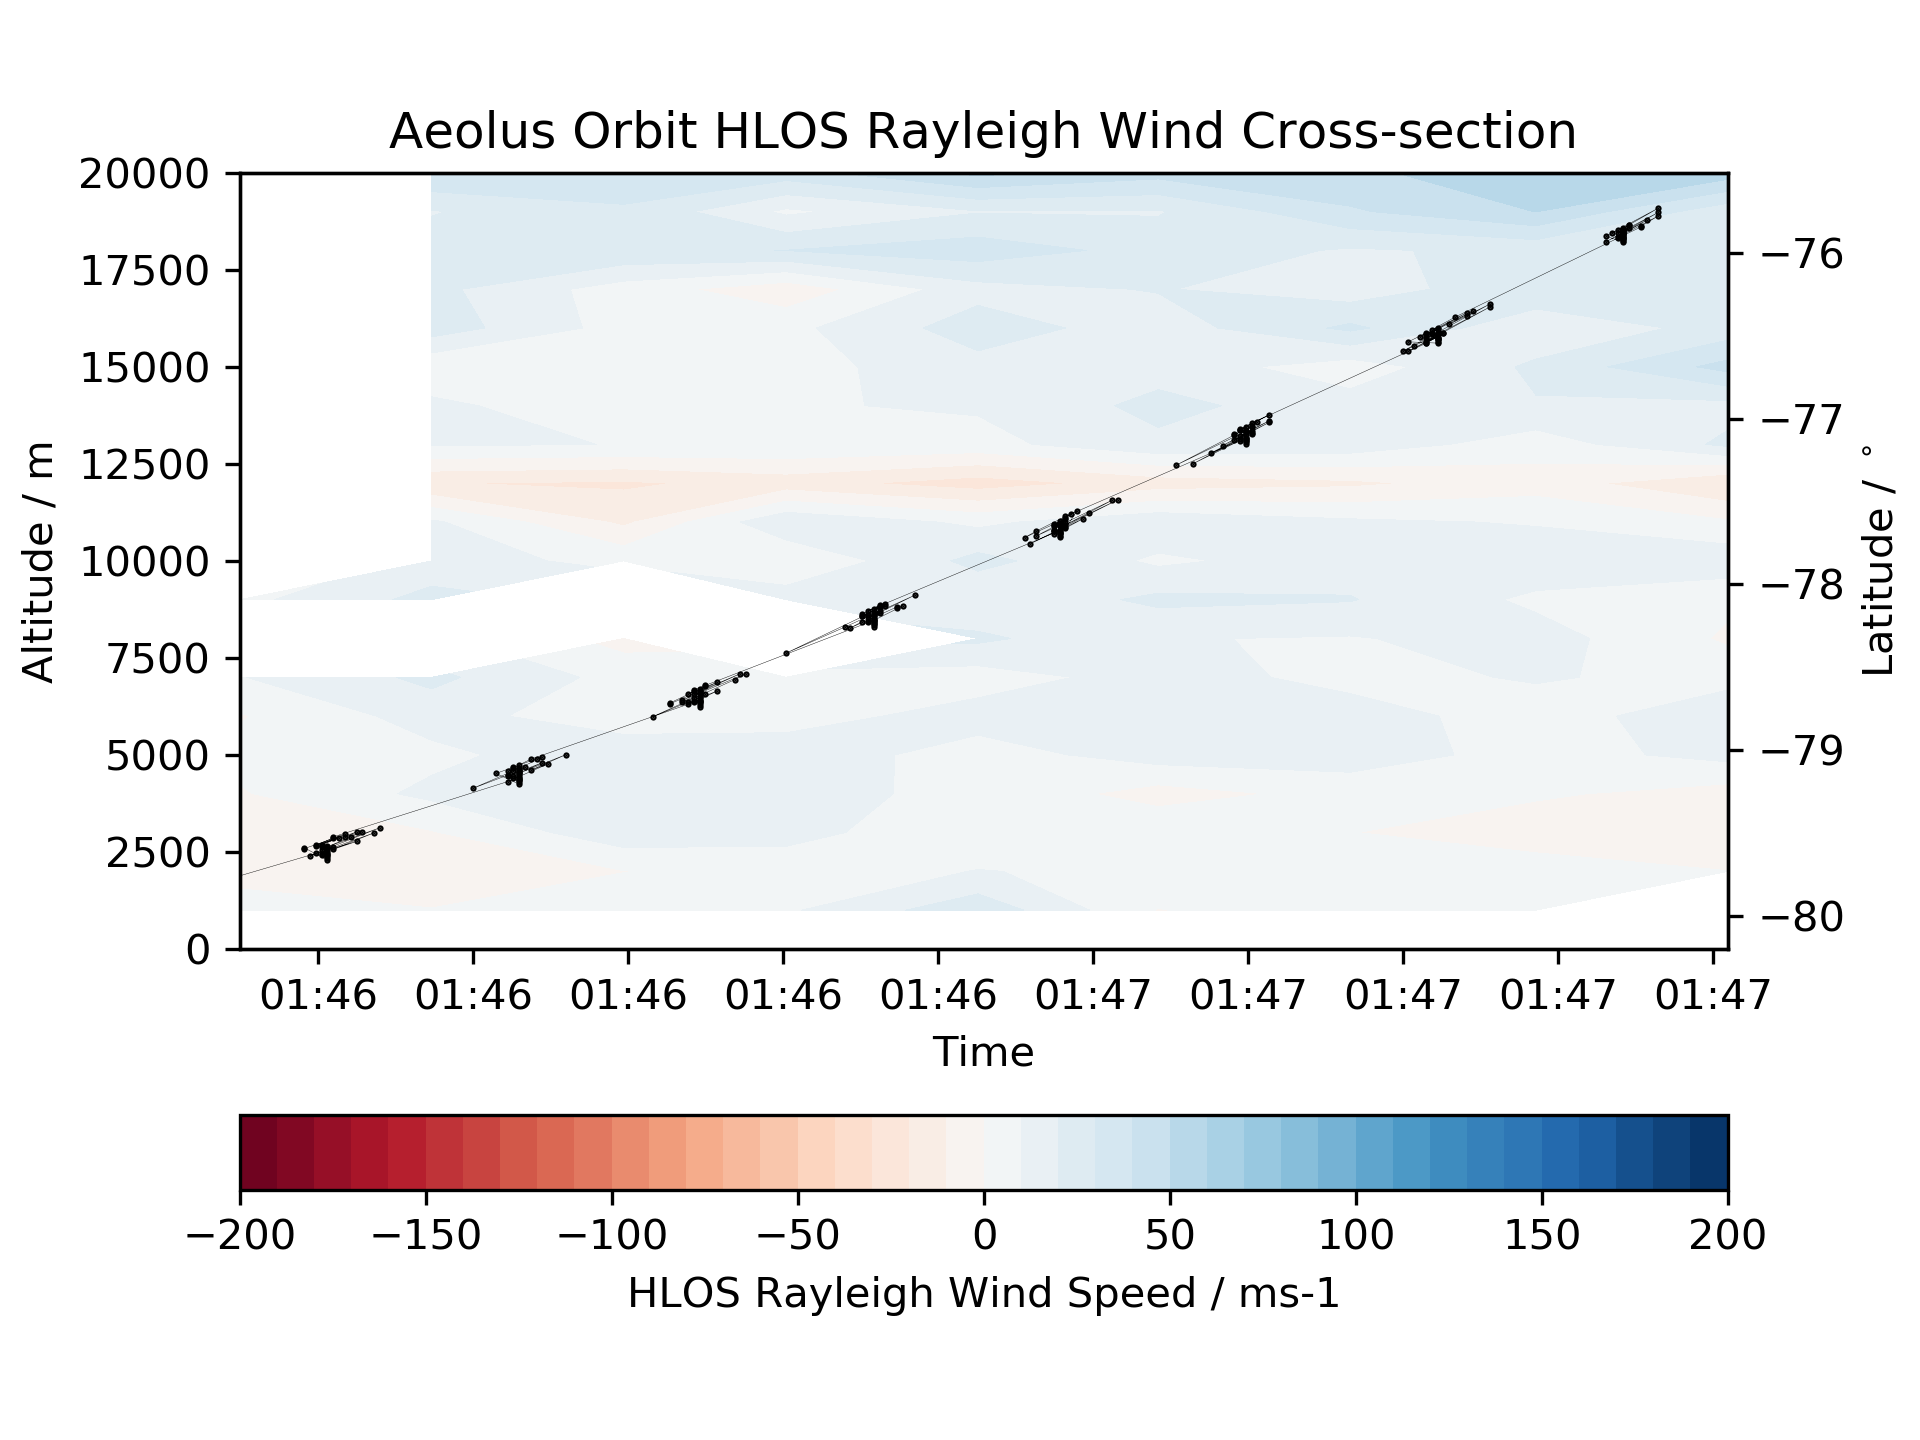 Aeolus Orbit HLOS Rayleigh Wind Cross-section
20000
17500
15000
12500
10000
7500
5000
2500
0
Altitude / m
−76
−77
−78
−79
−80
Latitude / °
01:46 01:46 01:46 01:46 01:46 01:47 01:47 01:47 01:47 01:47
Time
−200 −150 −100 −50 0 50 100 150 200
HLOS Rayleigh Wind Speed / ms-1